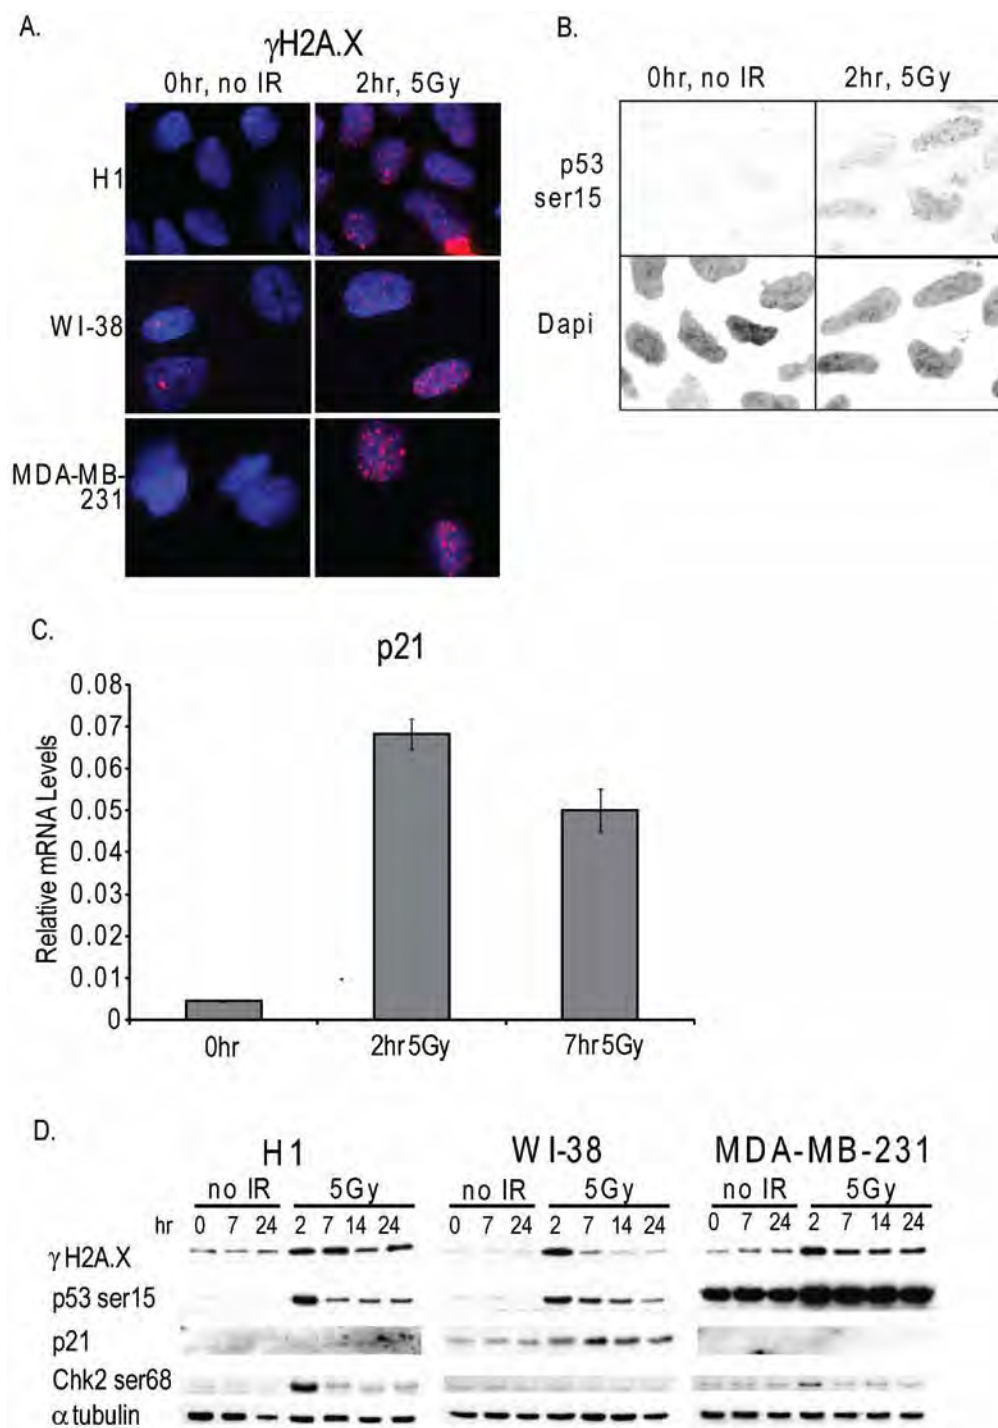 A.
γH2A.X
0hr, no IR 2hr, 5Gy
H1
WI-38
MDA-MB-
231
B.
0hr, no IR 2hr, 5Gy
p53
ser15
Dapi
C.
p21
Relative mRNA Levels
0.08
0.07
0.06
0.05
0.04
0.03
0.02
0.01
0
0hr 2hr5Gy 7hr5Gy
D.
H1 WI-38 MDA-MB-231
no IR 5Gy no IR 5Gy no IR 5Gy
hr 0 7 24 2 7 14 24 0 7 24 2 7 14 24 0 7 24 2 7 14 24
γH2A.X
p53 ser15
p21
Chk2 ser68
α tubulin